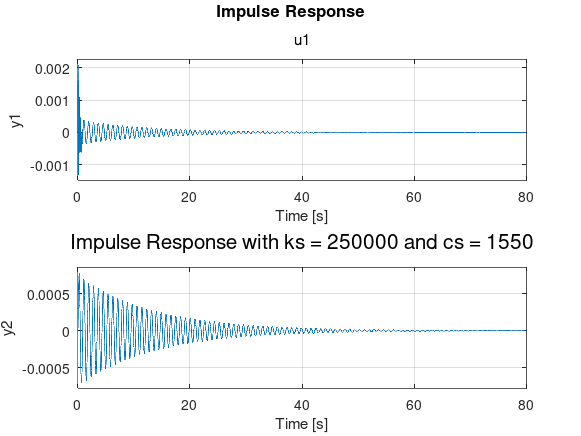 Impulse Response
u1
0.002
0.001
0
-0.001
y1
0 20 40 60 80
Time [s]
Impulse Response with ks = 250000 and cs = 1550
0.0005
0
-0.0005
y2
0 20 40 60 80
Time [s]